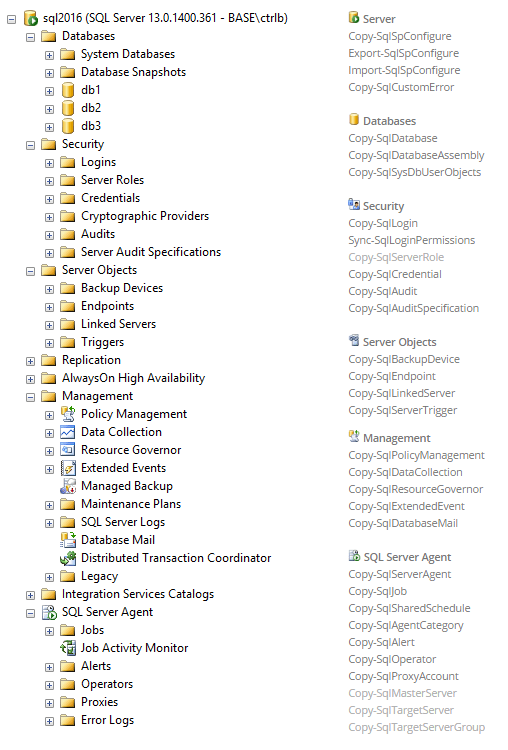 sql2016 (SQL Server 13.0.1400.361 - BASE\ctrlb)
Databases
System Databases
Database Snapshots
db1
db2
db3
Security
Logins
Server Roles
Credentials
Cryptographic Providers
Audits
Server Audit Specifications
Server Objects
Backup Devices
Endpoints
Linked Servers
Triggers
Replication
AlwaysOn High Availability
Management
Policy Management
Data Collection
Resource Governor
Extended Events
Managed Backup
Maintenance Plans
SQL Server Logs
Database Mail
Distributed Transaction Coordinator
Legacy
Integration Services Catalogs
SQL Server Agent
Jobs
Job Activity Monitor
Alerts
Operators
Proxies
Error Logs
Server
Copy-SqlSpConfigure
Export-SqlSpConfigure
Import-SqlSpConfigure
Copy-SqlCustomError
Databases
Copy-SqlDatabase
Copy-SqlDatabaseAssembly
Copy-SqlSysDbUserObjects
Security
Copy-SqlLogin
Sync-SqlLoginPermissions
Copy-SqlServerRole
Copy-SqlCredential
Copy-SqlAudit
Copy-SqlAuditSpecification
Server Objects
Copy-SqlBackupDevice
Copy-SqlEndpoint
Copy-SqlLinkedServer
Copy-SqlServerTrigger
Management
Copy-SqlPolicyManagement
Copy-SqlDataCollection
Copy-SqlResourceGovernor
Copy-SqlExtendedEvent
Copy-SqlDatabaseMail
SQL Server Agent
Copy-SqlServerAgent
Copy-SqlJob
Copy-SqlSharedSchedule
Copy-SqlAgentCategory
Copy-SqlAlert
Copy-SqlOperator
Copy-SqlProxyAccount
Copy-SqlMasterServer
Copy-SqlTargetServer
Copy-SqlTargetServerGroup